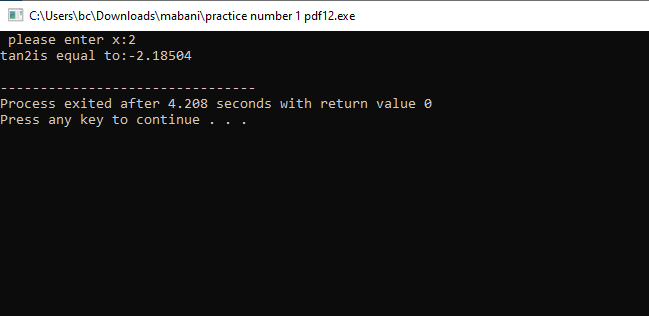 C:\Users\bc\Downloads\mabani\practice number 1 pdf12.exe
please enter x:2
tan2is equal to:-2.18504
--------------------------------
Process exited after 4.208 seconds with return value 0
Press any key to continue . . .